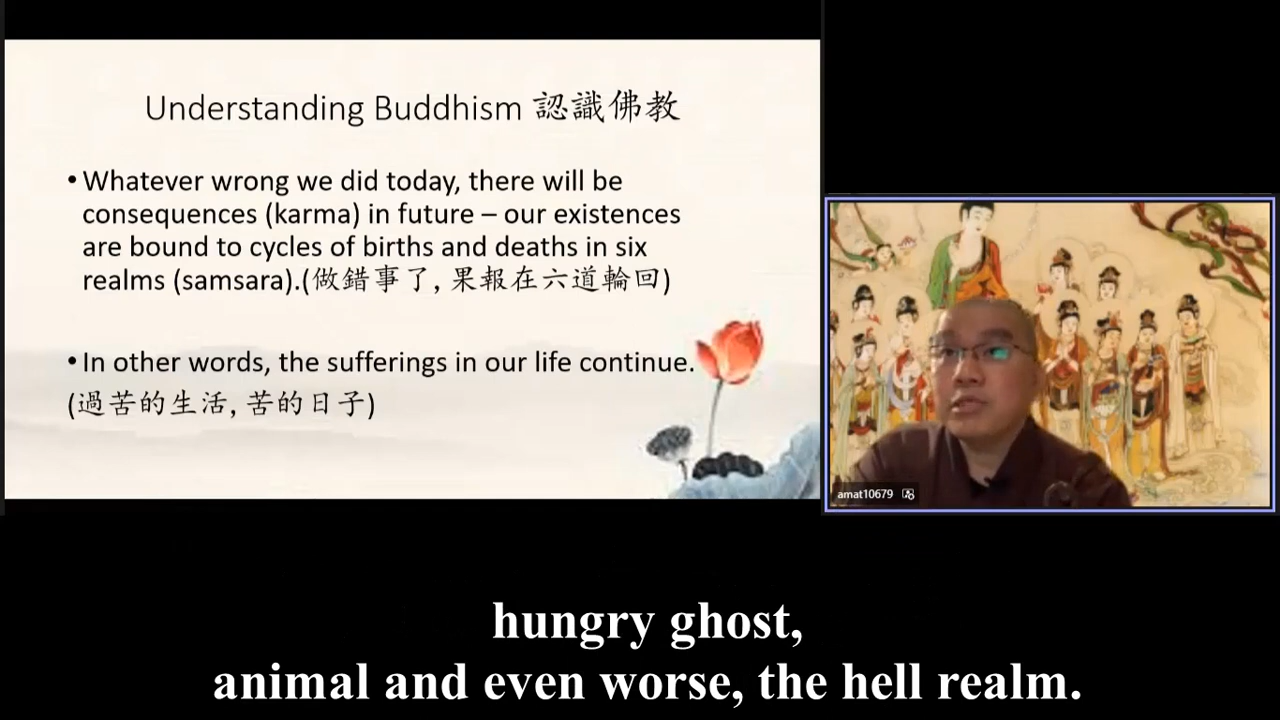 Understanding Buddhism 認識佛教
• Whatever wrong we did today, there will be
consequences (karma) in future – our existences
are bound to cycles of births and deaths in six
realms (samsara).(做錯事了, 果報在六道輪回)
• In other words, the sufferings in our life continue.
(過苦的生活, 苦的日子)
amat10679
hungry ghost,
animal and even worse, the hell realm.